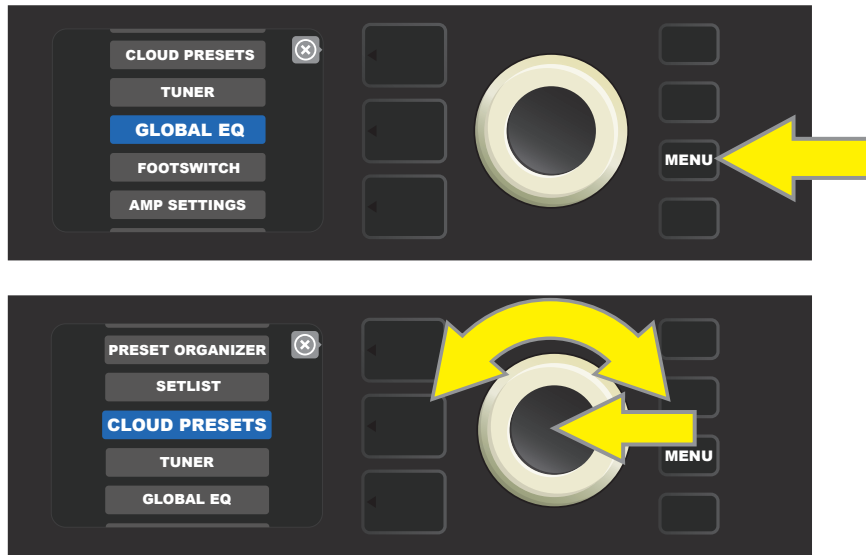 CLOUD PRESETS
TUNER
GLOBAL EQ
FOOTSWITCH
AMP SETTINGS
MENU
PRESET ORGANIZER
SETLIST
CLOUD PRESETS
TUNER
GLOBAL EQ
MENU